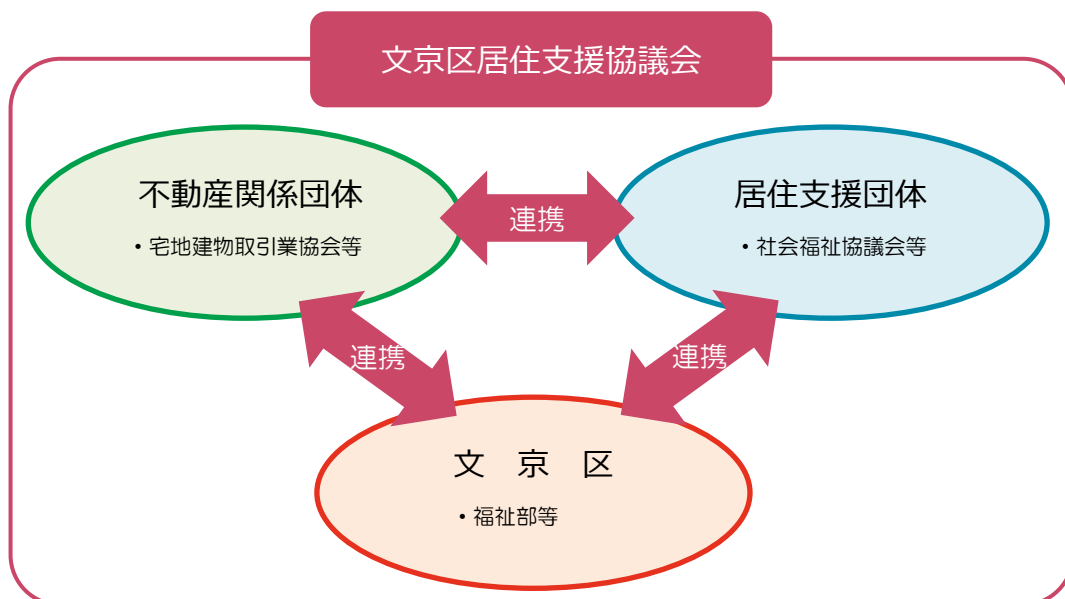 文京区居住支援協議会
不動産関係団体
・宅地建物取引業協会等
連携
居住支援団体
・社会福祉協議会等
連携
連携
文　京　区
・福祉部等